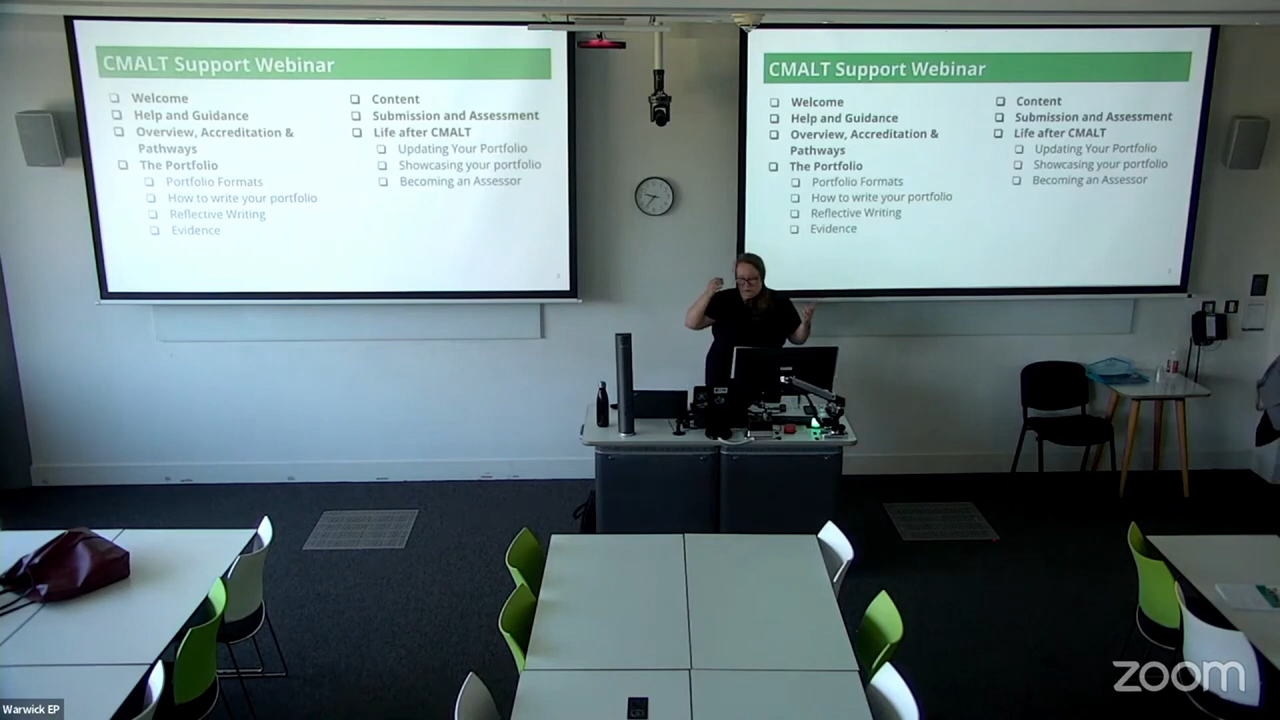 CMALT Support Webinar
❏ Welcome
❏ Help and Guidance
❏ Overview, Accreditation &
Pathways
❏ The Portfolio
❏ Portfolio Formats
❏ How to write your portfolio
❏ Reflective Writing
❏ Evidence
❏ Content
❏ Submission and Assessment
❏ Life after CMALT
❏ Updating Your Portfolio
❏ Showcasing your portfolio
❏ Becoming an Assessor
CMALT Support Webinar
❏ Welcome
❏ Help and Guidance
❏ Overview, Accreditation &
Pathways
❏ The Portfolio
❏ Portfolio Formats
❏ How to write your portfolio
❏ Reflective Writing
❏ Evidence
❏ Content
❏ Submission and Assessment
❏ Life after CMALT
❏ Updating Your Portfolio
❏ Showcasing your portfolio
❏ Becoming an Assessor
zoom
Warwick EP